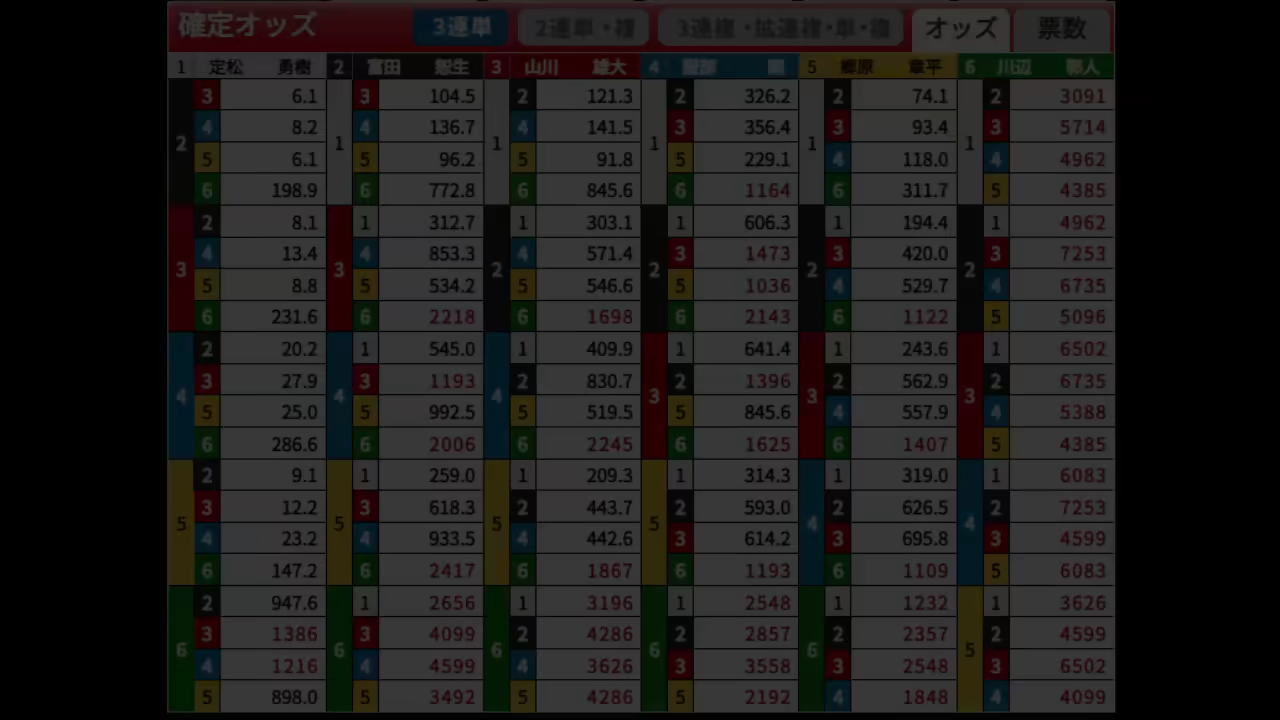 確定オッズ 3連単 2連単・複 3連複・拡連複・単・複 オッズ 票数
1 定松 勇樹 2 富田 恕生 3 山川 雄大 4 服部 5 郷原 章平 6 川辺
2 3 6.1 1 3 104.5 1 2 121.3 1 2 326.2 1 2 74.1 1 2 3091
4 8.2 4 136.7 4 141.5 3 356.4 3 93.4 3 5714
5 6.1 5 96.2 5 91.8 5 229.1 4 118.0 4 4962
6 198.9 6 772.8 6 845.6 6 1164 6 311.7 5 4385
3 2 8.1 3 1 312.7 2 1 303.1 2 1 606.3 2 1 194.4 2 1 4962
4 13.4 4 853.3 4 571.4 3 1473 3 420.0 3 7253
5 8.8 5 534.2 5 546.6 5 1036 4 529.7 4 6735
6 231.6 6 2218 6 1698 6 2143 6 1122 5 5096
4 2 20.2 4 1 545.0 4 1 409.9 3 1 641.4 3 1 243.6 3 1 6502
3 27.9 3 1193 2 830.7 2 1396 2 562.9 2 6735
5 25.0 5 992.5 5 519.5 5 845.6 4 557.9 4 5388
6 286.6 6 2006 6 2245 6 1625 6 1407 5 4385
5 2 9.1 5 1 259.0 5 1 209.3 5 1 314.3 4 1 319.0 4 1 6083
3 12.2 3 618.3 2 443.7 2 593.0 2 626.5 2 7253
4 23.2 4 933.5 4 442.6 3 614.2 3 695.8 3 4599
6 147.2 6 2417 6 1867 6 1193 6 1109 5 6083
6 2 947.6 6 1 2656 6 1 3196 6 1 2548 6 1 1232 5 1 3626
3 1386 3 4099 2 4286 2 2857 2 2357 2 4599
4 1216 4 4599 4 3626 3 3558 3 2548 3 6502
5 898.0 5 3492 5 4286 5 2192 4 1848 4 4099